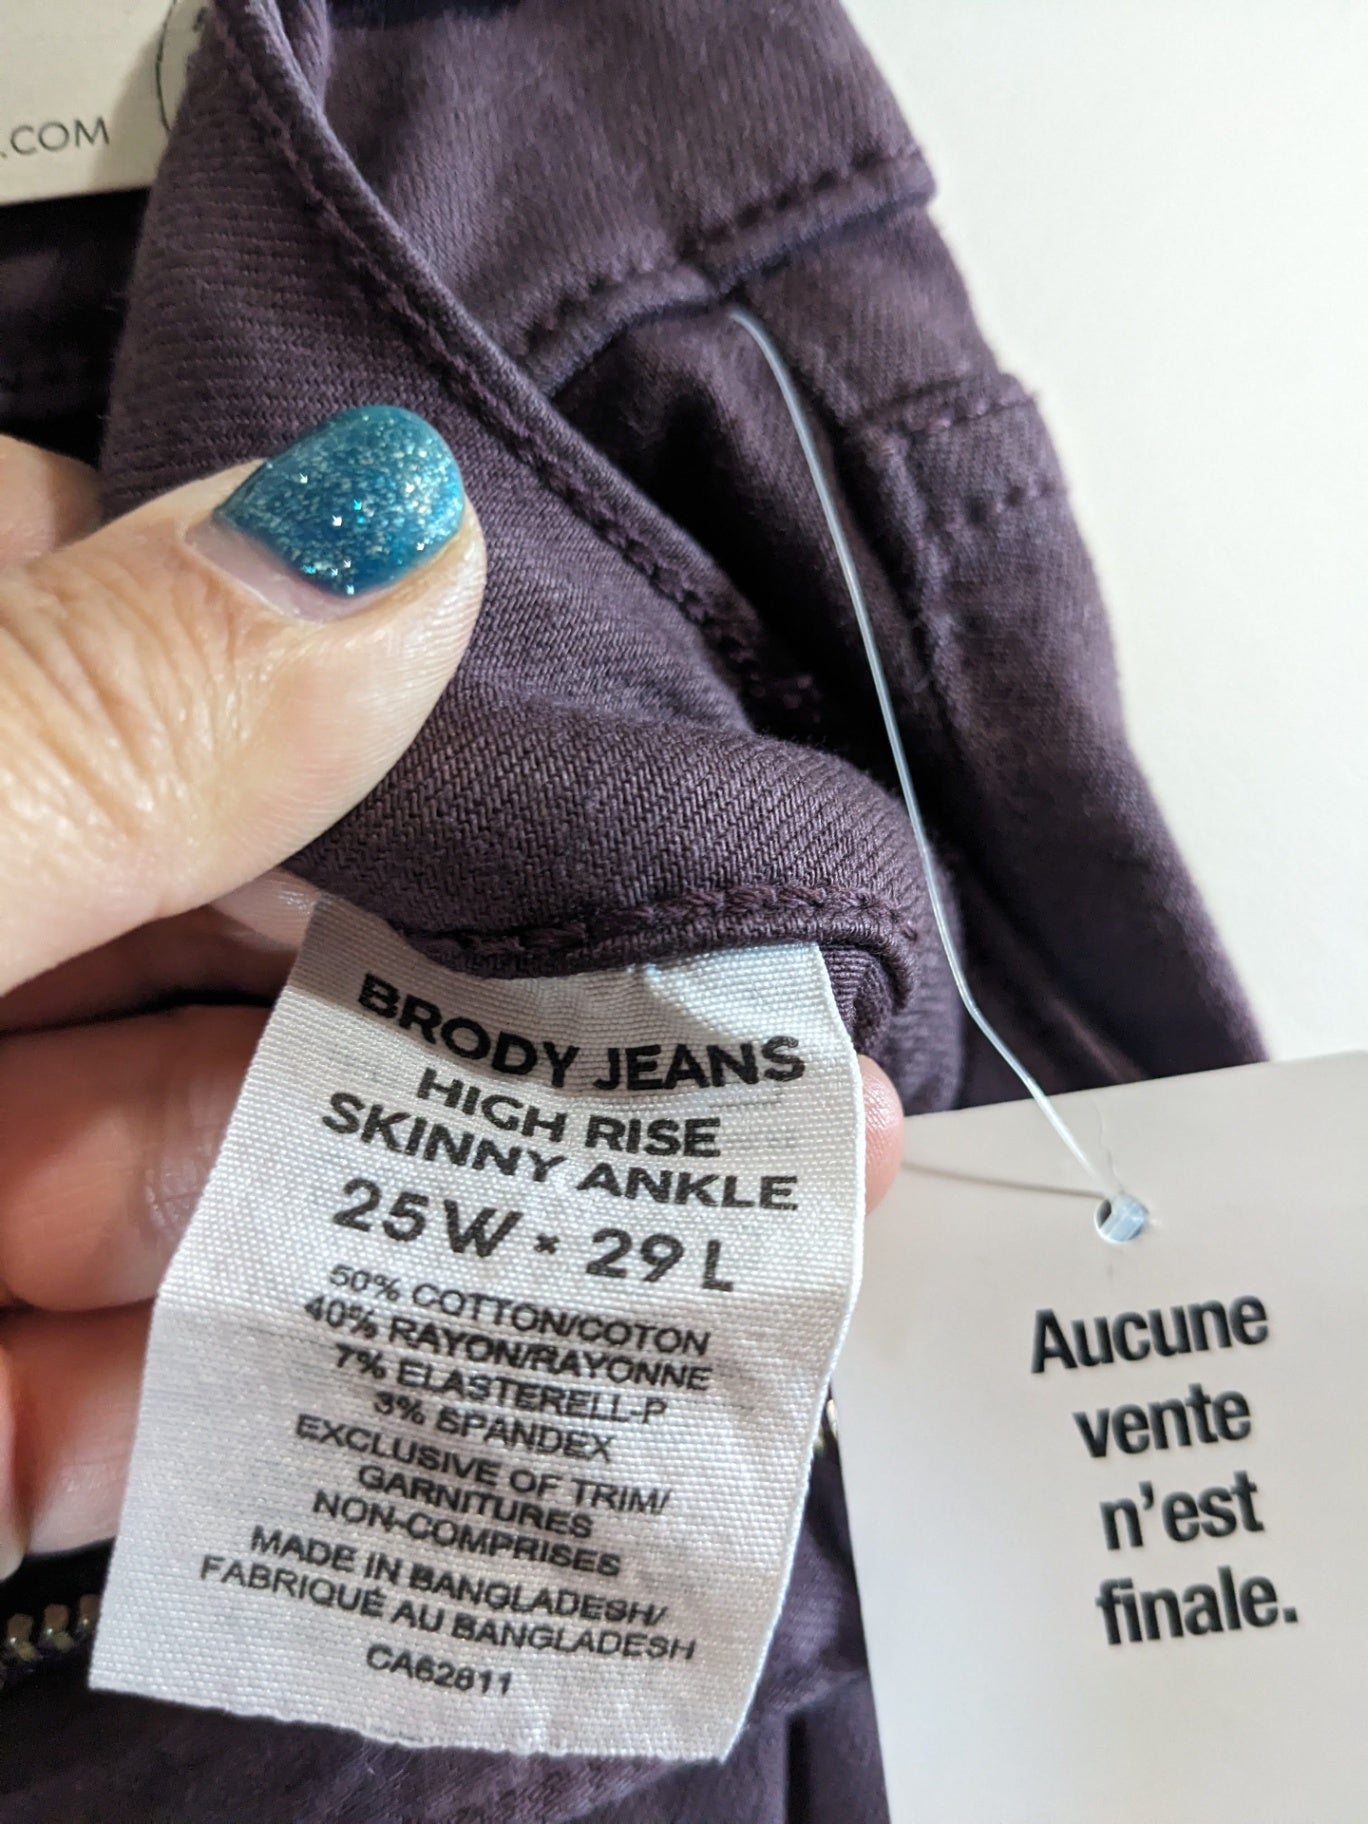 .COM
BRODY JEANS
HIGH RISE
SKINNY ANKLE
25W × 29L
50% COTTON/COTON
40% RAYON/RAYONNE
7% ELASTERELL-P
3% SPANDEX
EXCLUSIVE OF TRIM/
GARNITURES
NON-COMPRISES
MADE IN BANGLADESH/
FABRIQUÉ AU BANGLADESH
CA62811
Aucune
vente
n'est
finale.